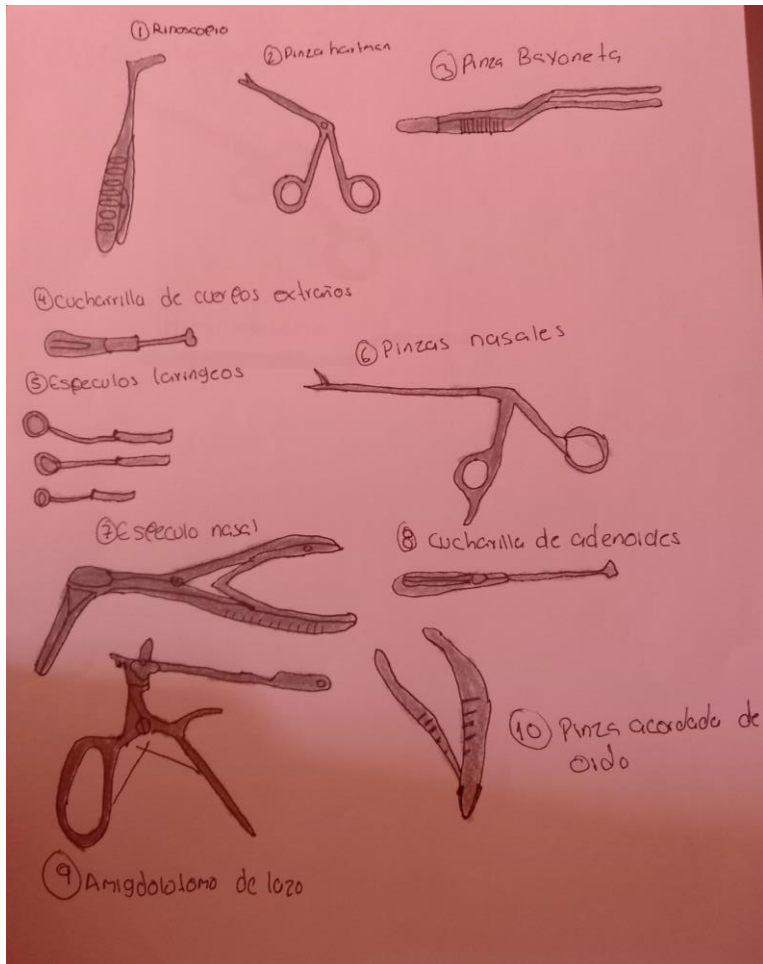 ① Rinoscopio
② Pinza hartman
③ Pinza Bayoneta
④ Cucharilla de cuerpos extraños
⑤ Especulos laringeos
⑥ Pinzas nasales
⑦ Especulo nasal
⑧ Cucharilla de adenoides
⑩ Pinza acodada de
oido
⑨ Amigdolotomo de lazo